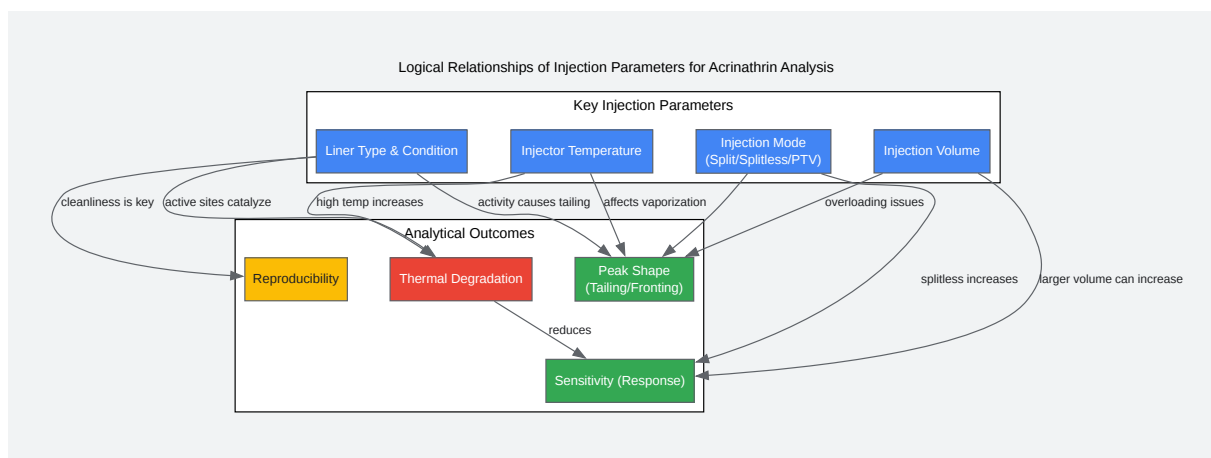 Logical Relationships of Injection Parameters for Acrinathrin Analysis
Key Injection Parameters
Liner Type & Condition
Injector Temperature
Injection Mode
(Split/Splitless/PTV)
Injection Volume
cleanliness is key
active sites catalyze
high temp increases
activity causes tailing
affects vaporization
overloading issues
Analytical Outcomes
Reproducibility
Thermal Degradation
Peak Shape
(Tailing/Fronting)
splitless increases
larger volume can increase
reduces
Sensitivity (Response)